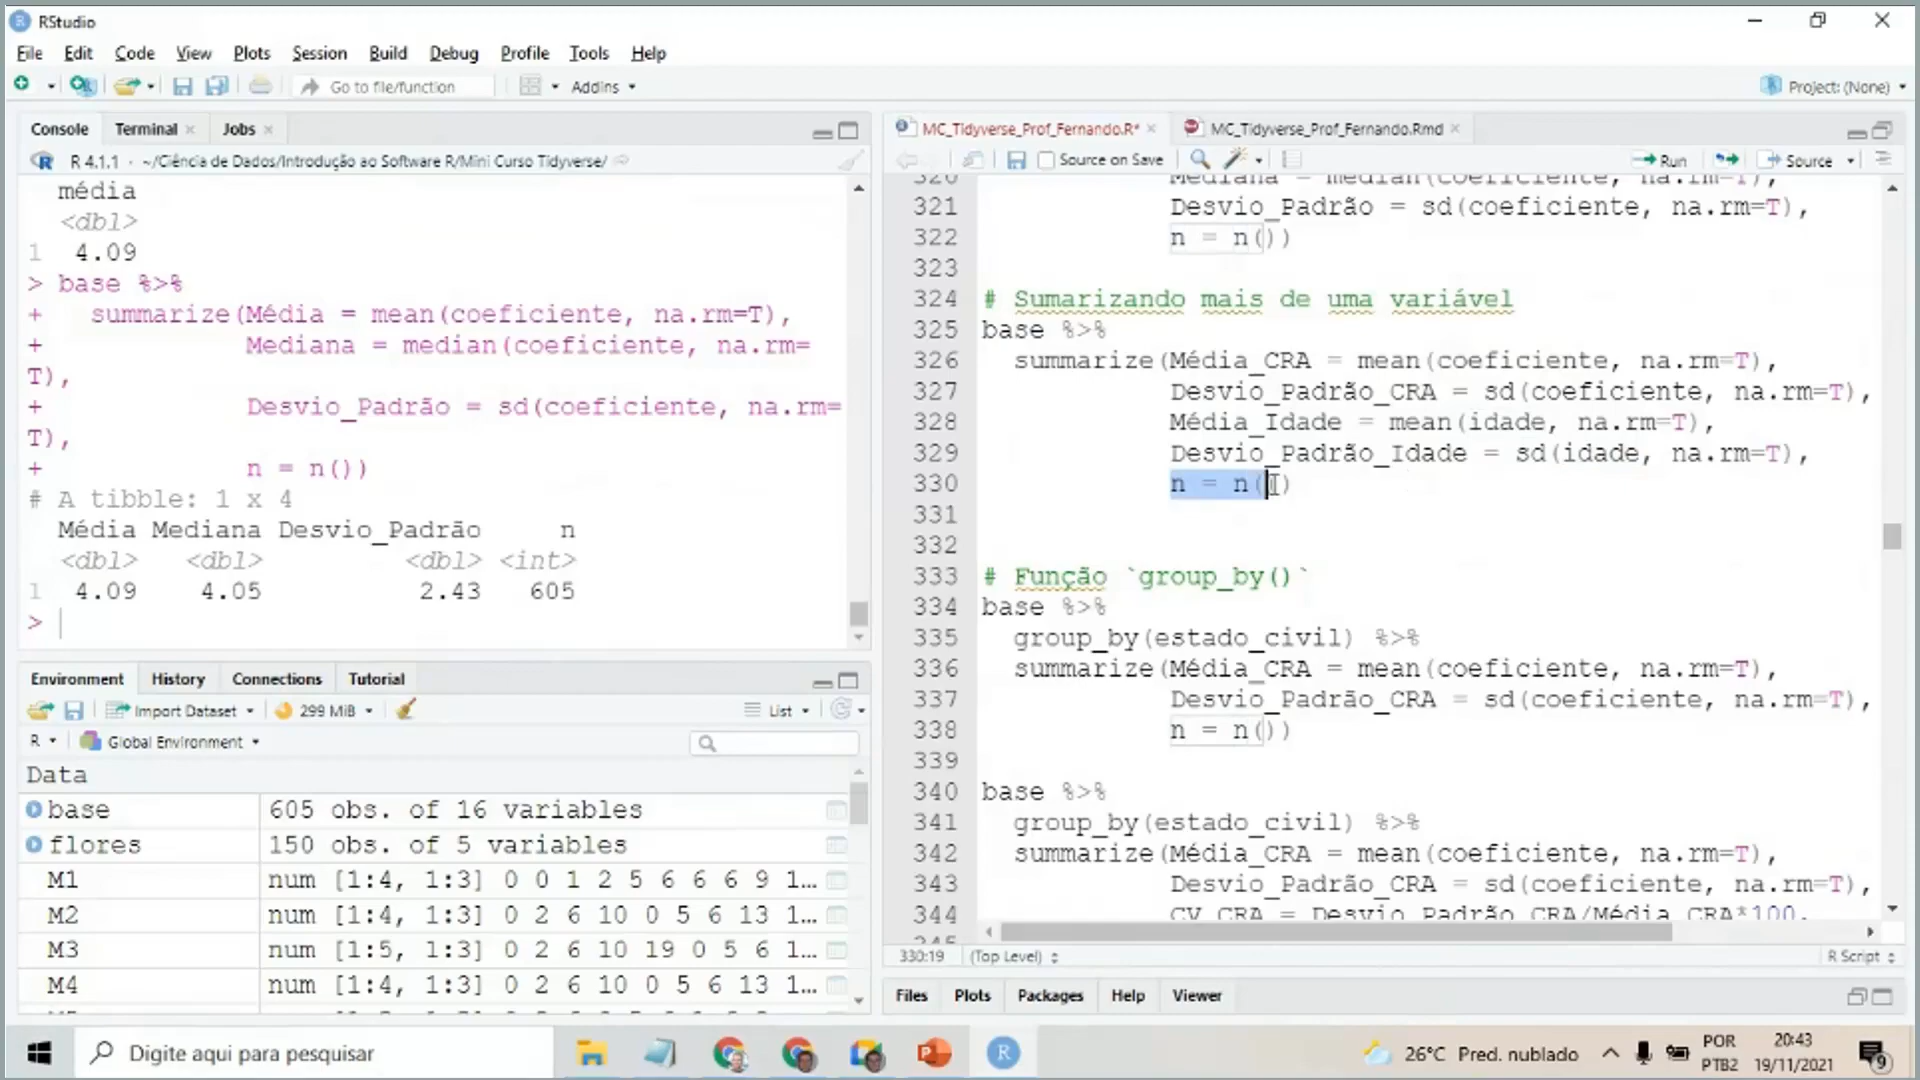 RStudio
File Edit Code View Plots Session Build Debug Profile Tools Help
Go to file/function Addins Project: (None)
Console Terminal Jobs
R 4.1.1 · ~/Ciência de Dados/Introdução ao Software R/Mini Curso Tidyverse/
média
<dbl>
1 4.09
> base %>%
+ summarize(Média = mean(coeficiente, na.rm=T),
+ Mediana = median(coeficiente, na.rm=
T),
+ Desvio_Padrão = sd(coeficiente, na.rm=
T),
+ n = n())
# A tibble: 1 x 4
Média Mediana Desvio_Padrão n
<dbl> <dbl> <dbl> <int>
1 4.09 4.05 2.43 605
>
Environment History Connections Tutorial
Import Dataset 299 MiB List
R Global Environment
Data
base 605 obs. of 16 variables
flores 150 obs. of 5 variables
M1 num [1:4, 1:3] 0 0 1 2 5 6 6 6 9 1...
M2 num [1:4, 1:3] 0 2 6 10 0 5 6 13 1...
M3 num [1:5, 1:3] 0 2 6 10 19 0 5 6 1...
M4 num [1:4, 1:3] 0 2 6 10 0 5 6 13 1...
MC_Tidyverse_Prof_Fernando.R* MC_Tidyverse_Prof_Fernando.Rmd
Source on Save Run Source
320 Mediana = median(coeficiente, na.rm=T),
321 Desvio_Padrão = sd(coeficiente, na.rm=T),
322 n = n())
323
324 # Sumarizando mais de uma variável
325 base %>%
326 summarize(Média_CRA = mean(coeficiente, na.rm=T),
327 Desvio_Padrão_CRA = sd(coeficiente, na.rm=T),
328 Média_Idade = mean(idade, na.rm=T),
329 Desvio_Padrão_Idade = sd(idade, na.rm=T),
330 n = n())
331
332
333 # Função `group_by()`
334 base %>%
335 group_by(estado_civil) %>%
336 summarize(Média_CRA = mean(coeficiente, na.rm=T),
337 Desvio_Padrão_CRA = sd(coeficiente, na.rm=T),
338 n = n())
339
340 base %>%
341 group_by(estado_civil) %>%
342 summarize(Média_CRA = mean(coeficiente, na.rm=T),
343 Desvio_Padrão_CRA = sd(coeficiente, na.rm=T),
344 CV_CRA = Desvio_Padrão_CRA/Média_CRA*100,
330:19 (Top Level) R Script
Files Plots Packages Help Viewer
Digite aqui para pesquisar
26°C Pred. nublado
POR
PTB2
20:43
19/11/2021
9